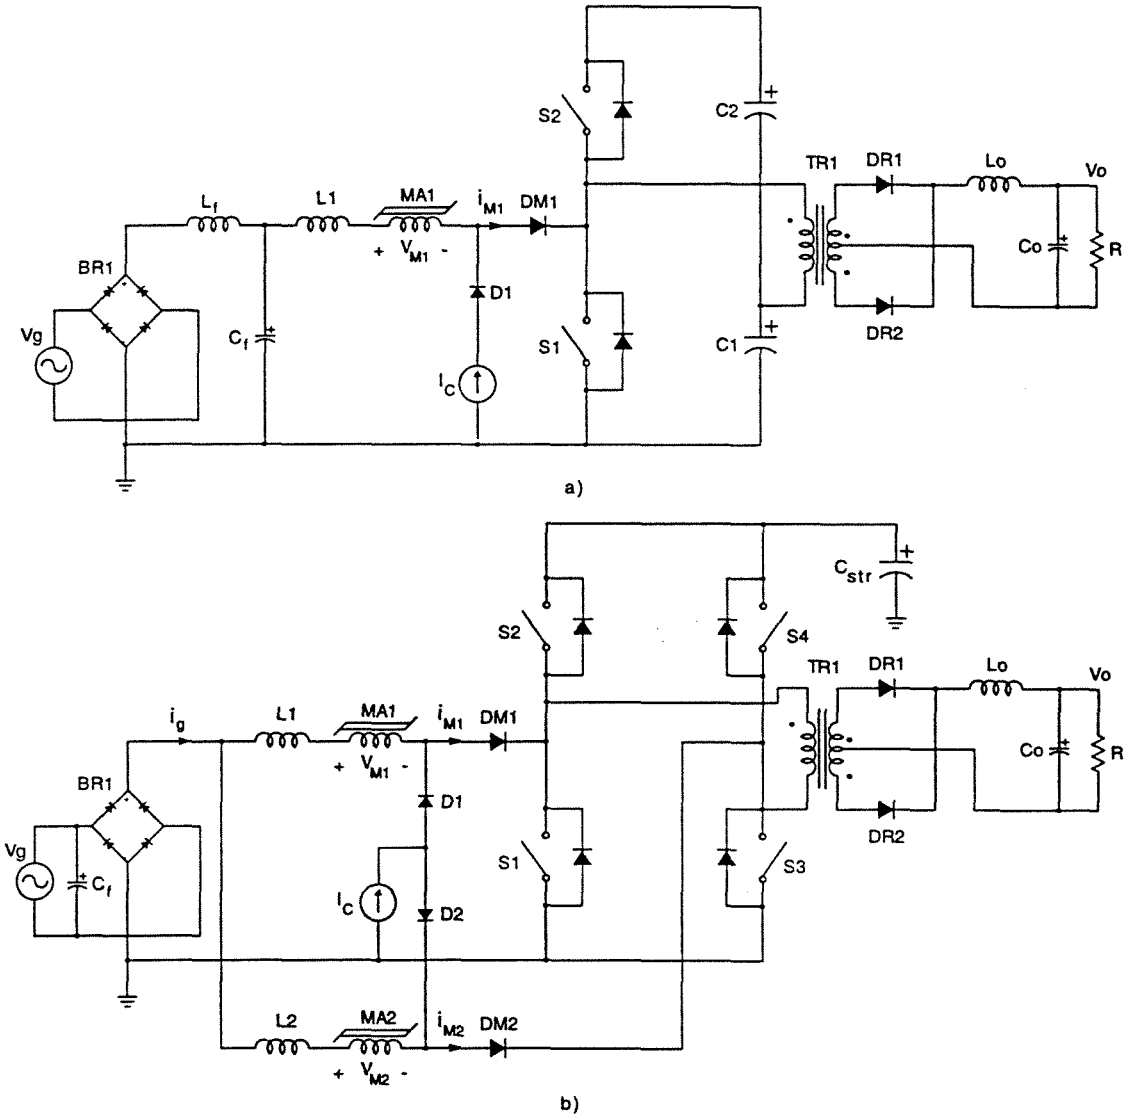 S2
C2
+
TR1
DR1
Lo
Vo
Lf
L1
MA1
iM1
DM1
+ VM1 -
BR1
D1
Co
+
R
Vg
Cf
+
S1
C1
+
DR2
IC
a)
Cstr
+
S2
S4
TR1
DR1
Lo
Vo
ig
L1
MA1
iM1
DM1
+ VM1 -
BR1
D1
Co
+
R
Vg
Cf
+
S1
S3
DR2
IC
D2
L2
MA2
iM2
DM2
+ VM2 -
b)